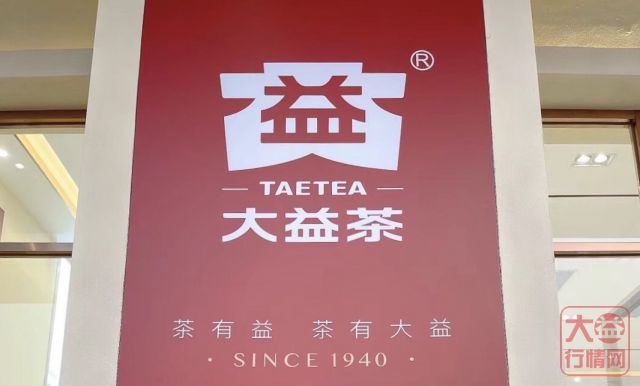 ®
益
TAETEA
大益茶
茶有益 茶有大益
· SINCE 1940 ·
大益
行情网